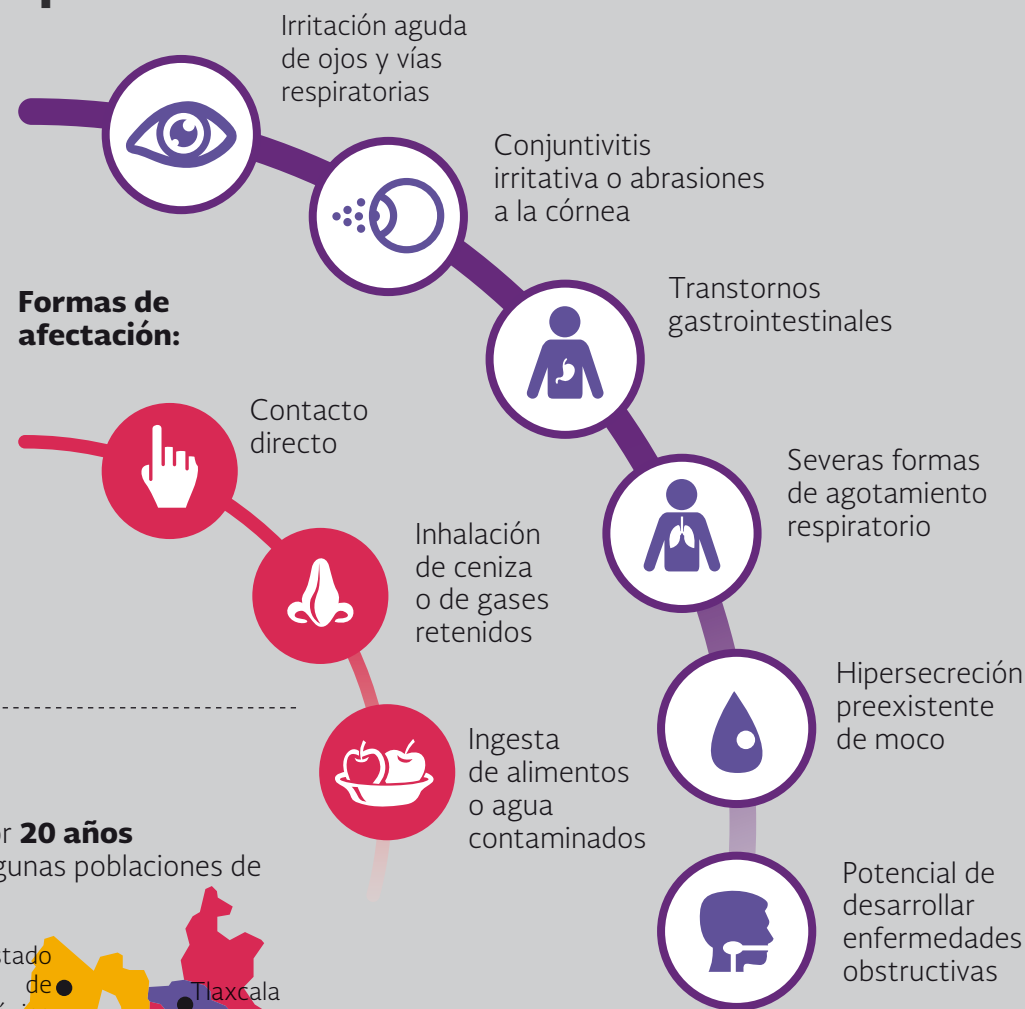 Irritación aguda
de ojos y vías
respiratorias
Conjuntivitis
irritativa o abrasiones
a la córnea
Transtornos
gastrointestinales
Severas formas
de agotamiento
respiratorio
Hipersecreción
preexistente
de moco
Potencial de
desarrollar
enfermedades
obstructivas
Formas de
afectación:
Contacto
directo
Inhalación
de ceniza
o de gases
retenidos
Ingesta
de alimentos
o agua
contaminados
20 años
poblaciones de
de
Tlaxcala